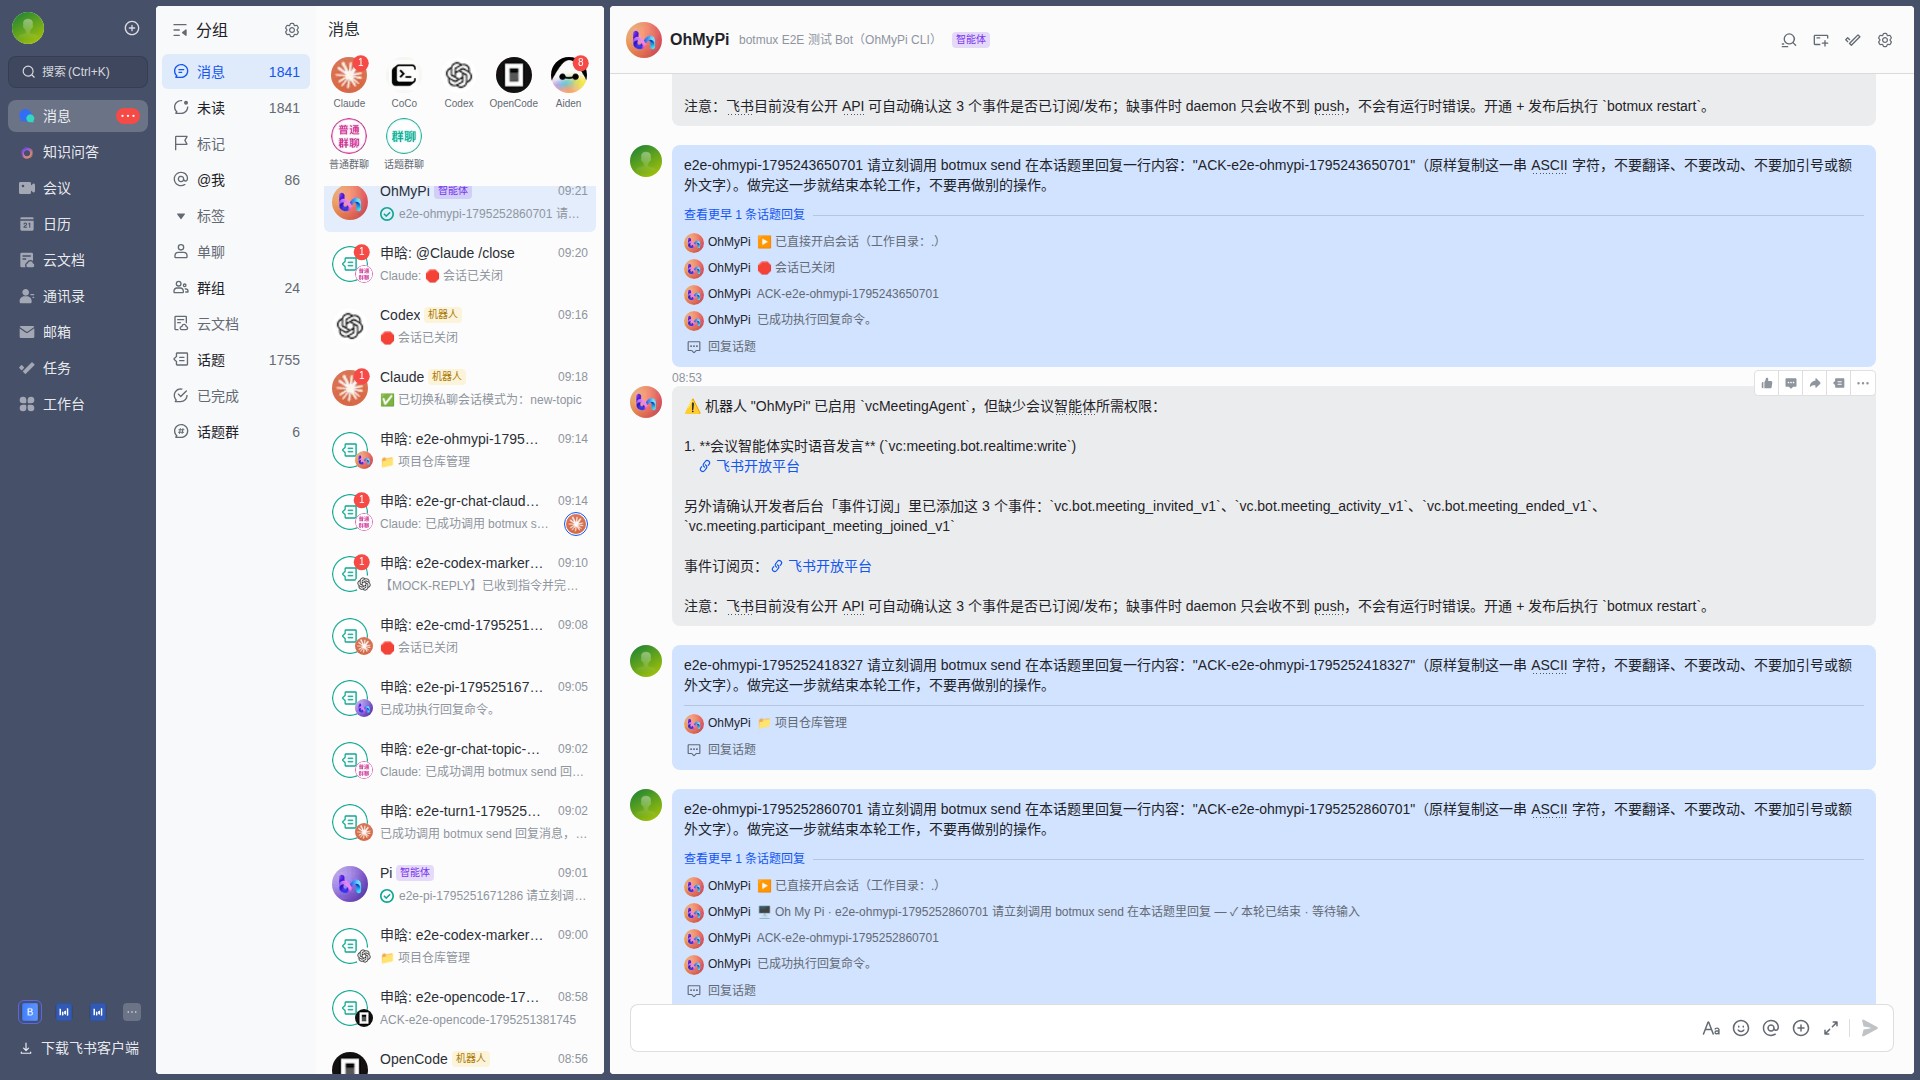 搜索 (Ctrl+K)
消息
知识问答
会议
日历
云文档
通讯录
邮箱
任务
工作台
下载飞书客户端
分组
消息 1841
未读 1841
标记
@我 86
标签
单聊
群组 24
云文档
话题 1755
已完成
话题群 6
消息
1
8
Claude
CoCo
Codex
OpenCode
Aiden
普通群聊
群聊
普通群聊
话题群聊
OhMyPi 智能体 09:21
e2e-ohmypi-1795252860701 请…
申晗: @Claude /close 09:20
Claude: 🛑 会话已关闭
Codex 机器人 09:16
🛑 会话已关闭
Claude 机器人 09:18
✅ 已切换私聊会话模式为：new-topic
申晗: e2e-ohmypi-1795… 09:14
📁 项目仓库管理
申晗: e2e-gr-chat-claud… 09:14
Claude: 已成功调用 botmux s…
申晗: e2e-codex-marker… 09:10
【MOCK-REPLY】已收到指令并完…
申晗: e2e-cmd-1795251… 09:08
🛑 会话已关闭
申晗: e2e-pi-179525167… 09:05
已成功执行回复命令。
申晗: e2e-gr-chat-topic-… 09:02
Claude: 已成功调用 botmux send 回…
申晗: e2e-turn1-179525… 09:02
已成功调用 botmux send 回复消息，…
Pi 智能体 09:01
e2e-pi-1795251671286 请立刻调…
申晗: e2e-codex-marker… 09:00
📁 项目仓库管理
申晗: e2e-opencode-17… 08:58
ACK-e2e-opencode-1795251381745
OpenCode 机器人 08:56
OhMyPi botmux E2E 测试 Bot（OhMyPi CLI） 智能体
注意：飞书目前没有公开 API 可自动确认这 3 个事件是否已订阅/发布；缺事件时 daemon 只会收不到 push，不会有运行时错误。开通 + 发布后执行 `botmux restart`。
e2e-ohmypi-1795243650701 请立刻调用 botmux send 在本话题里回复一行内容："ACK-e2e-ohmypi-1795243650701"（原样复制这一串 ASCII 字符，不要翻译、不要改动、不要加引号或额
外文字）。做完这一步就结束本轮工作，不要再做别的操作。
查看更早 1 条话题回复
OhMyPi ▶️ 已直接开启会话（工作目录：.）
OhMyPi 🛑 会话已关闭
OhMyPi ACK-e2e-ohmypi-1795243650701
OhMyPi 已成功执行回复命令。
回复话题
08:53
⚠️ 机器人 "OhMyPi" 已启用 `vcMeetingAgent`，但缺少会议智能体所需权限：
1. **会议智能体实时语音发言** (`vc:meeting.bot.realtime:write`)
飞书开放平台
另外请确认开发者后台「事件订阅」里已添加这 3 个事件：`vc.bot.meeting_invited_v1`、`vc.bot.meeting_activity_v1`、`vc.bot.meeting_ended_v1`、
`vc.meeting.participant_meeting_joined_v1`
事件订阅页： 飞书开放平台
注意：飞书目前没有公开 API 可自动确认这 3 个事件是否已订阅/发布；缺事件时 daemon 只会收不到 push，不会有运行时错误。开通 + 发布后执行 `botmux restart`。
e2e-ohmypi-1795252418327 请立刻调用 botmux send 在本话题里回复一行内容："ACK-e2e-ohmypi-1795252418327"（原样复制这一串 ASCII 字符，不要翻译、不要改动、不要加引号或额
外文字）。做完这一步就结束本轮工作，不要再做别的操作。
OhMyPi 📁 项目仓库管理
回复话题
e2e-ohmypi-1795252860701 请立刻调用 botmux send 在本话题里回复一行内容："ACK-e2e-ohmypi-1795252860701"（原样复制这一串 ASCII 字符，不要翻译、不要改动、不要加引号或额
外文字）。做完这一步就结束本轮工作，不要再做别的操作。
查看更早 1 条话题回复
OhMyPi ▶️ 已直接开启会话（工作目录：.）
OhMyPi 🖥️ Oh My Pi · e2e-ohmypi-1795252860701 请立刻调用 botmux send 在本话题里回复 — ✓ 本轮已结束 · 等待输入
OhMyPi ACK-e2e-ohmypi-1795252860701
OhMyPi 已成功执行回复命令。
回复话题